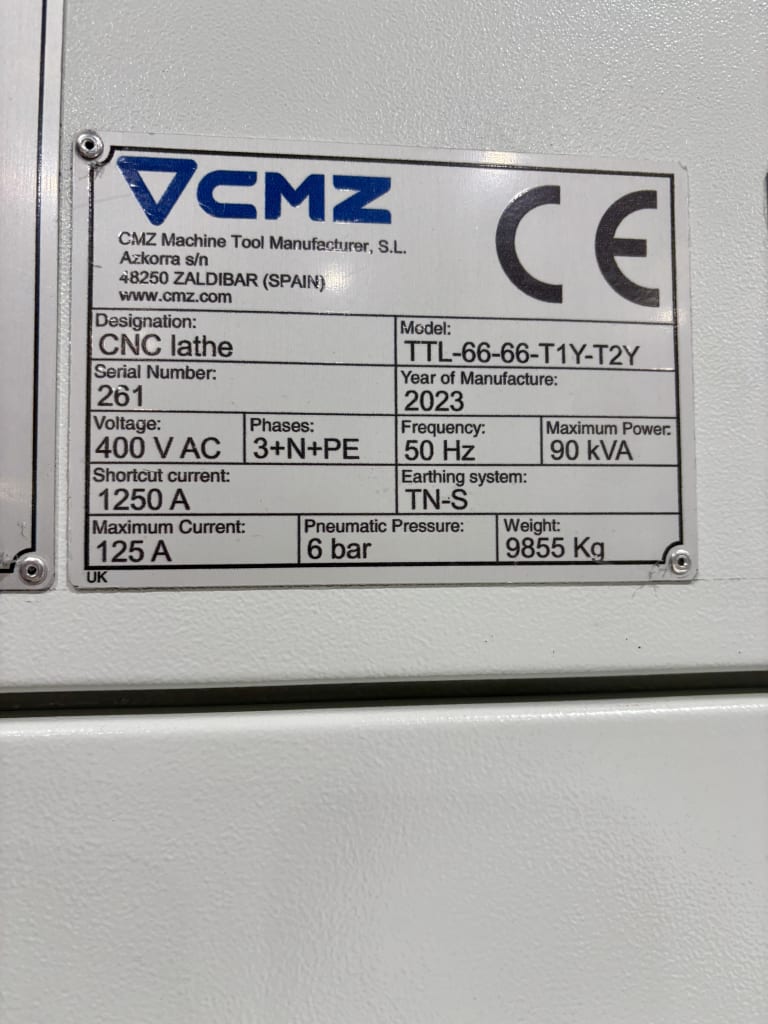 CMZ
CE
CMZ Machine Tool Manufacturer, S.L.
Azkorra s/n
48250 ZALDIBAR (SPAIN)
www.cmz.com
Designation:
CNC lathe
Model:
TTL-66-66-T1Y-T2Y
Serial Number:
261
Year of Manufacture:
2023
Voltage:
400 V AC
Phases:
3+N+PE
Frequency:
50 Hz
Maximum Power:
90 kVA
Shortcut current:
1250 A
Earthing system:
TN-S
Maximum Current:
125 A
Pneumatic Pressure:
6 bar
Weight:
9855 Kg
UK